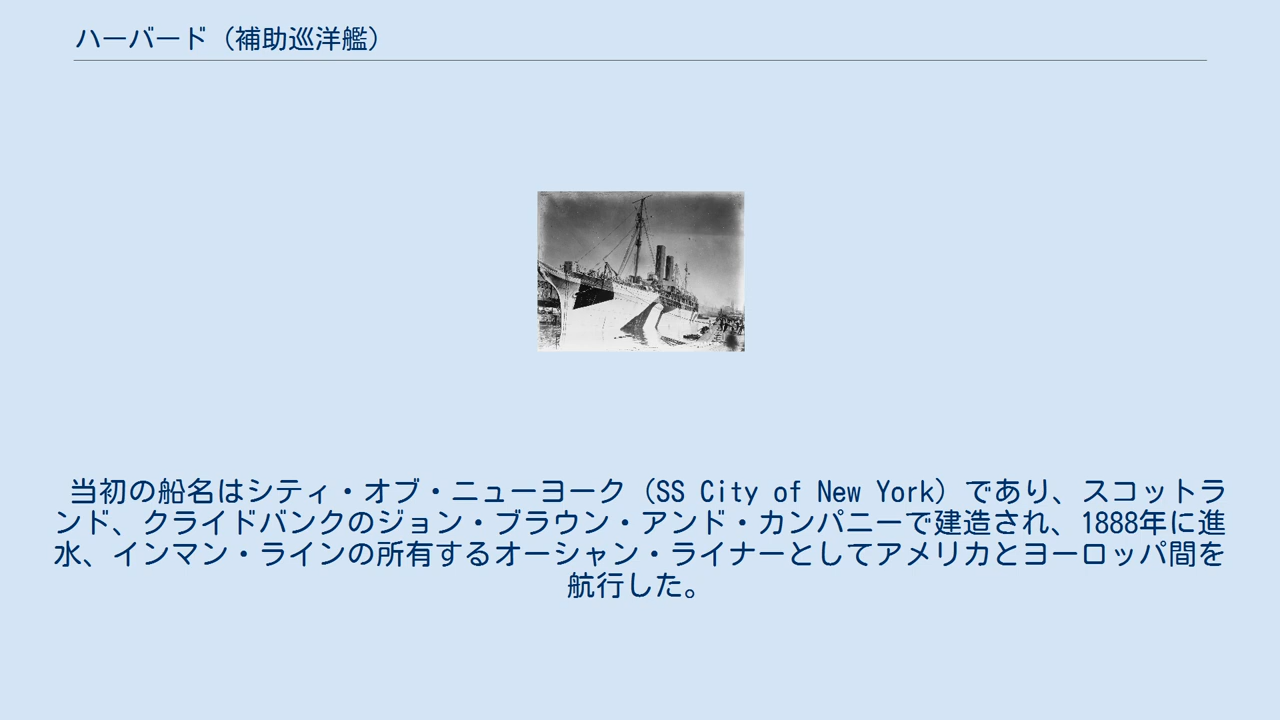 ハーバード（補助巡洋艦）
当初の船名はシティ・オブ・ニューヨーク（SS City of New York）であり、スコットラ
ンド、クライドバンクのジョン・ブラウン・アンド・カンパニーで建造され、1888年に進
水、インマン・ラインの所有するオーシャン・ライナーとしてアメリカとヨーロッパ間を
航行した。